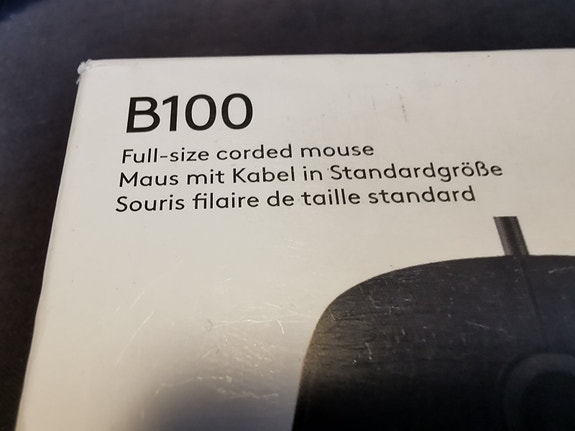 B100
Full-size corded mouse
Maus mit Kabel in Standardgröße
Souris filaire de taille standard